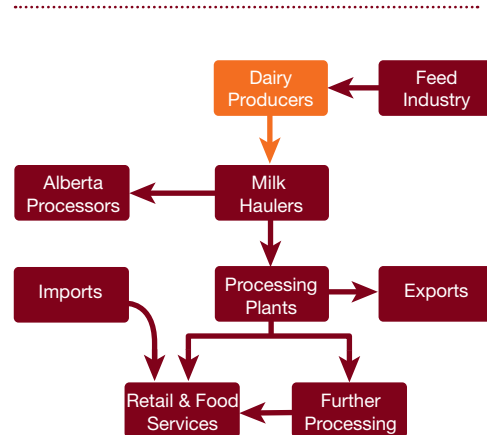 Dairy
Producers
Feed
Industry
Alberta
Processors
Milk
Haulers
Imports
Processing
Plants
Exports
Retail & Food
Services
Further
Processing